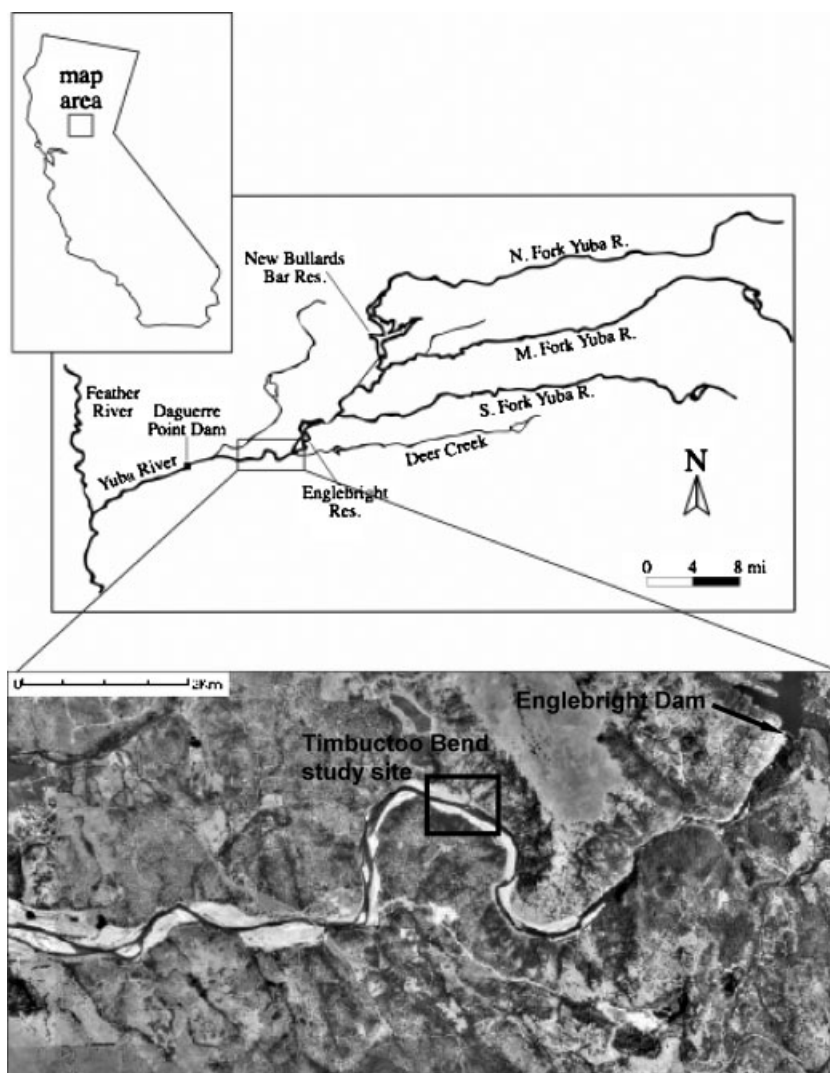 map
area
New Bullards
Bar Res.
N. Fork Yuba R.
M. Fork Yuba R.
S. Fork Yuba R.
Deer Creek
Feather
River
Daguerre
Point Dam
Yuba River
Englebright
Res.
N
0 4 8 mi
0 2Km
Englebright Dam
Timbuctoo Bend
study site